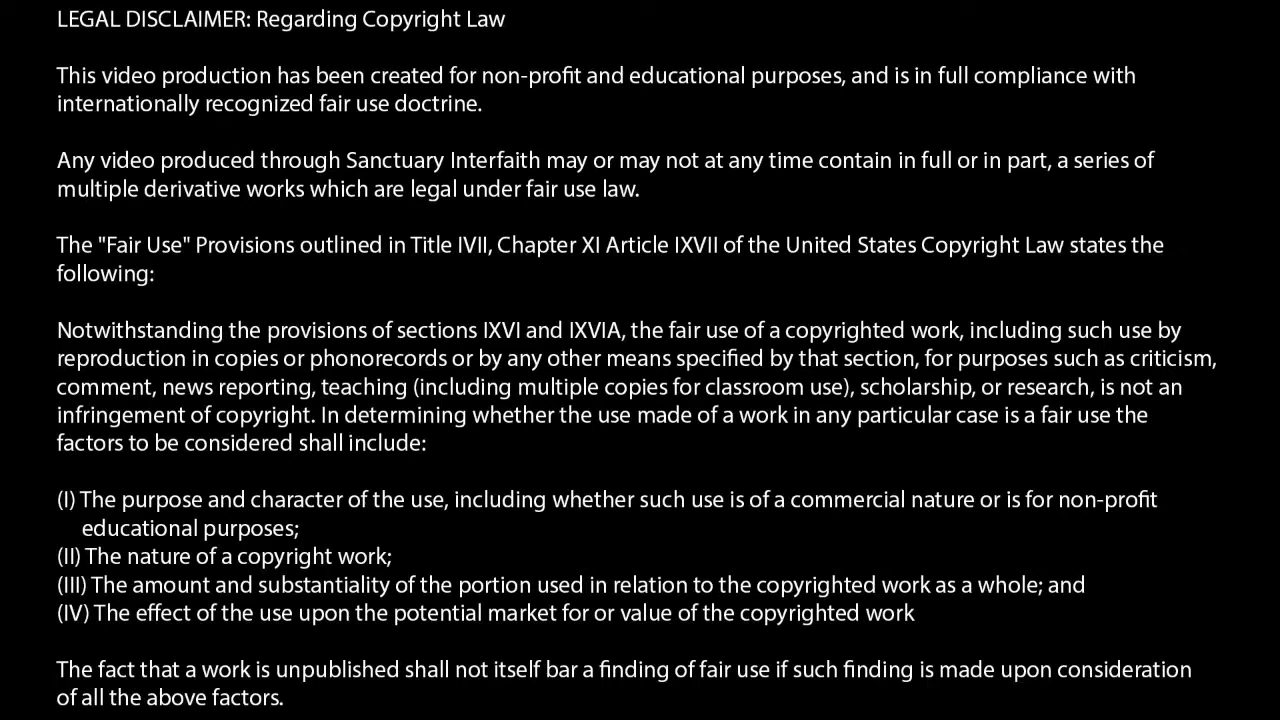 LEGAL DISCLAIMER: Regarding Copyright Law
This video production has been created for non-profit and educational purposes, and is in full compliance with
internationally recognized fair use doctrine.
Any video produced through Sanctuary Interfaith may or may not at any time contain in full or in part, a series of
multiple derivative works which are legal under fair use law.
The "Fair Use" Provisions outlined in Title IVII, Chapter XI Article IXVII of the United States Copyright Law states the
following:
Notwithstanding the provisions of sections IXVI and IXVIA, the fair use of a copyrighted work, including such use by
reproduction in copies or phonorecords or by any other means specified by that section, for purposes such as criticism,
comment, news reporting, teaching (including multiple copies for classroom use), scholarship, or research, is not an
infringement of copyright. In determining whether the use made of a work in any particular case is a fair use the
factors to be considered shall include:
(I) The purpose and character of the use, including whether such use is of a commercial nature or is for non-profit
educational purposes;
(II) The nature of a copyright work;
(III) The amount and substantiality of the portion used in relation to the copyrighted work as a whole; and
(IV) The effect of the use upon the potential market for or value of the copyrighted work
The fact that a work is unpublished shall not itself bar a finding of fair use if such finding is made upon consideration
of all the above factors.